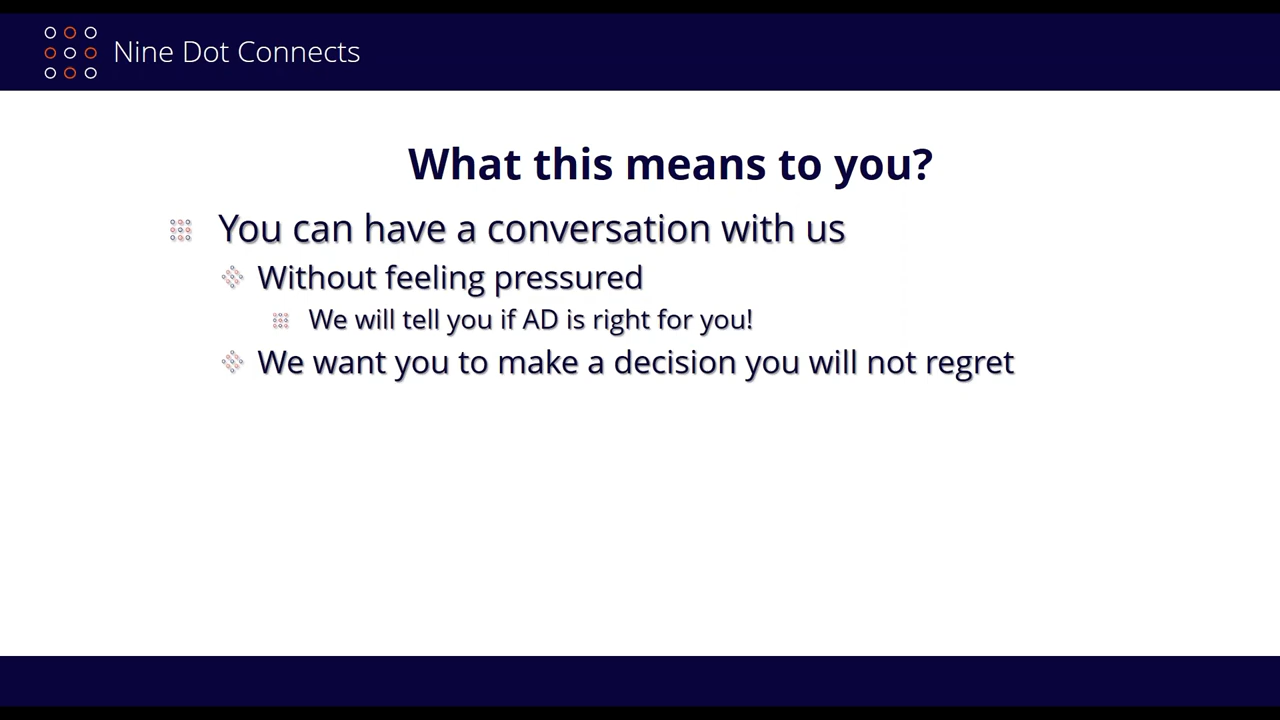 Nine Dot Connects
What this means to you?
You can have a conversation with us
Without feeling pressured
We will tell you if AD is right for you!
We want you to make a decision you will not regret